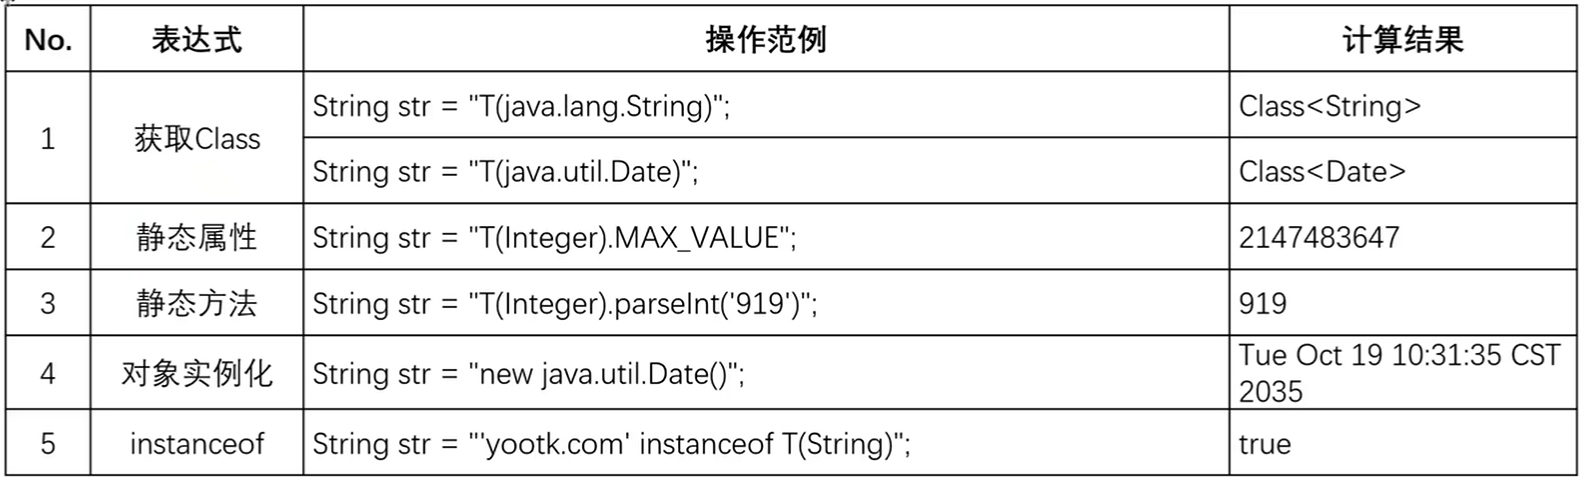 No. 表达式 操作范例 计算结果
1 获取Class String str = "T(java.lang.String)"; Class<String>
String str = "T(java.util.Date)"; Class<Date>
2 静态属性 String str = "T(Integer).MAX_VALUE"; 2147483647
3 静态方法 String str = "T(Integer).parseInt('919')"; 919
4 对象实例化 String str = "new java.util.Date()"; Tue Oct 19 10:31:35 CST
2035
5 instanceof String str = "'yootk.com' instanceof T(String)"; true